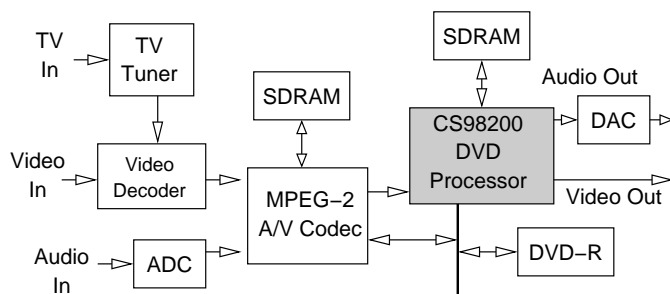 TV
In
TV
Tuner
SDRAM
SDRAM
Audio Out
CS98200
DVD
Processor
DAC
Video
In
Video
Decoder
MPEG−2
A/V Codec
Video Out
Audio
In
ADC
DVD−R